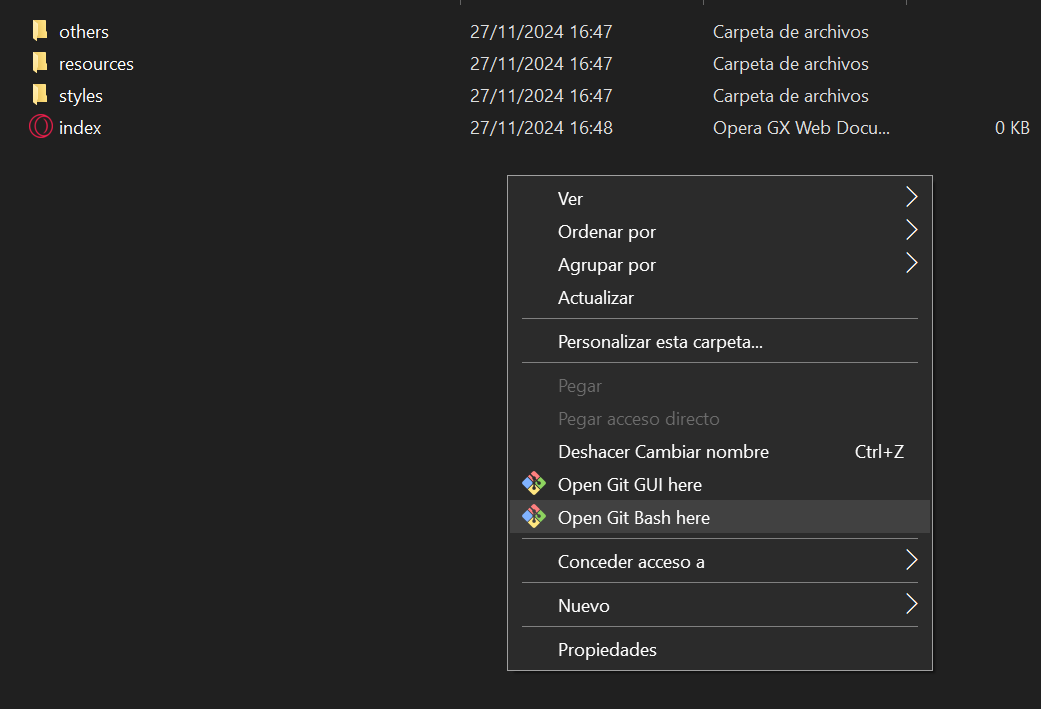 others 27/11/2024 16:47 Carpeta de archivos
resources 27/11/2024 16:47 Carpeta de archivos
styles 27/11/2024 16:47 Carpeta de archivos
index 27/11/2024 16:48 Opera GX Web Docu... 0 KB
Ver
Ordenar por
Agrupar por
Actualizar
Personalizar esta carpeta...
Pegar
Pegar acceso directo
Deshacer Cambiar nombre Ctrl+Z
Open Git GUI here
Open Git Bash here
Conceder acceso a
Nuevo
Propiedades